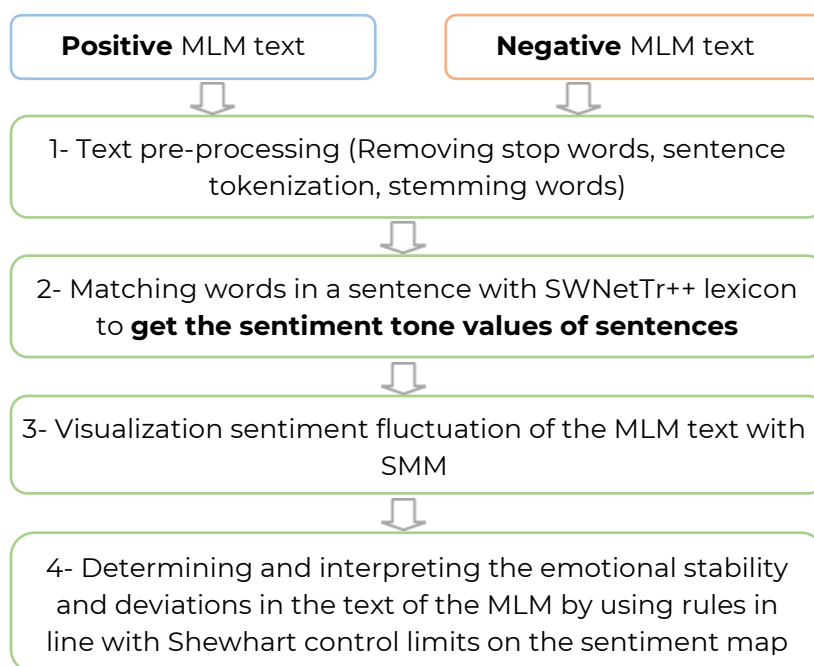 Positive MLM text
Negative MLM text
1- Text pre-processing (Removing stop words, sentence
tokenization, stemming words)
2- Matching words in a sentence with SWNetTr++ lexicon
to get the sentiment tone values of sentences
3- Visualization sentiment fluctuation of the MLM text with
SMM
4- Determining and interpreting the emotional stability
and deviations in the text of the MLM by using rules in
line with Shewhart control limits on the sentiment map